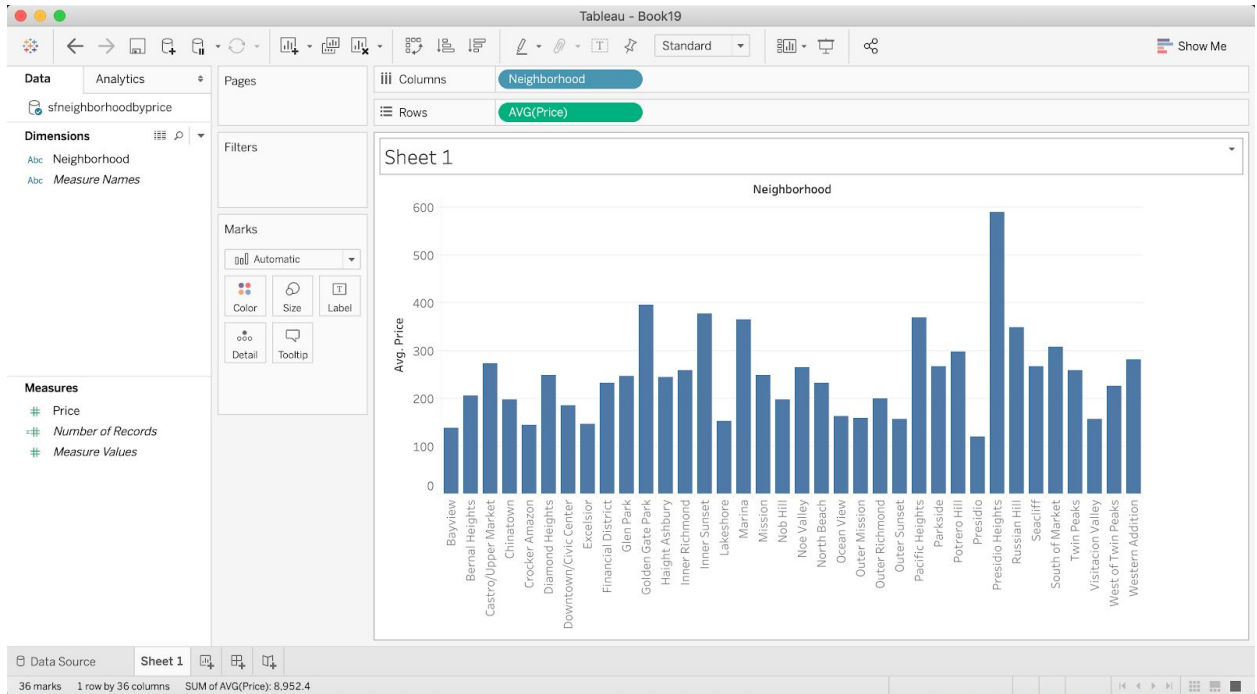 Tableau - Book19
Standard
Show Me
Data
Analytics
sfneighborhoodbyprice
Dimensions
Abc Neighborhood
Abc Measure Names
Measures
# Price
=# Number of Records
# Measure Values
Pages
Filters
Marks
Automatic
Color
Size
T
Label
Detail
Tooltip
iii Columns
Neighborhood
Rows
AVG(Price)
Sheet 1
Neighborhood
600
500
400
300
200
100
0
Avg. Price
Bayview
Bernal Heights
Castro/Upper Market
Chinatown
Crocker Amazon
Diamond Heights
Downtown/Civic Center
Excelsior
Financial District
Glen Park
Golden Gate Park
Haight Ashbury
Inner Richmond
Inner Sunset
Lakeshore
Marina
Mission
Nob Hill
Noe Valley
North Beach
Ocean View
Outer Mission
Outer Richmond
Outer Sunset
Pacific Heights
Parkside
Potrero Hill
Presidio
Presidio Heights
Russian Hill
Seacliff
South of Market
Twin Peaks
Visitacion Valley
West of Twin Peaks
Western Addition
Data Source
Sheet 1
36 marks 1 row by 36 columns SUM of AVG(Price): 8,952.4